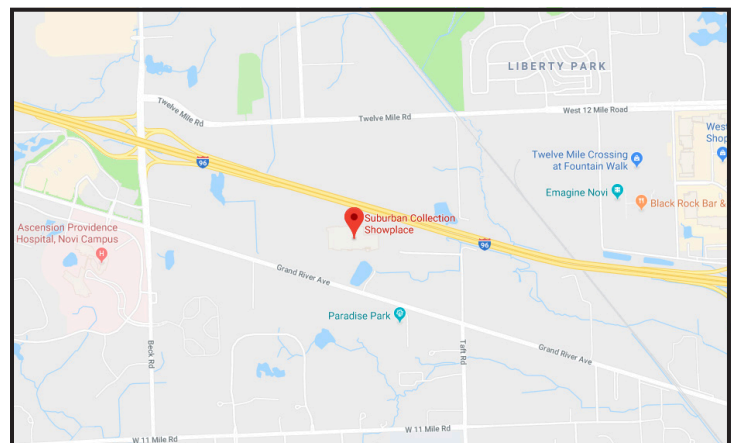 LIBERTY PARK
Twelve Mile Rd
Twelve Mile Rd
West 12 Mile Road
96
West
Shop
Twelve Mile Crossing
at Fountain Walk
Emagine Novi
Black Rock Bar &
Suburban Collection
Showplace
96
Ascension Providence
Hospital, Novi Campus
H
Grand River Ave
Paradise Park
Beck Rd
Taft Rd
Grand River Ave
W 11 Mile Rd
W 11 Mile Rd